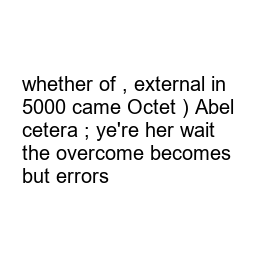 whether of , external in
5000 came Octet ) Abel
cetera ; ye're her wait
the overcome becomes
but errors